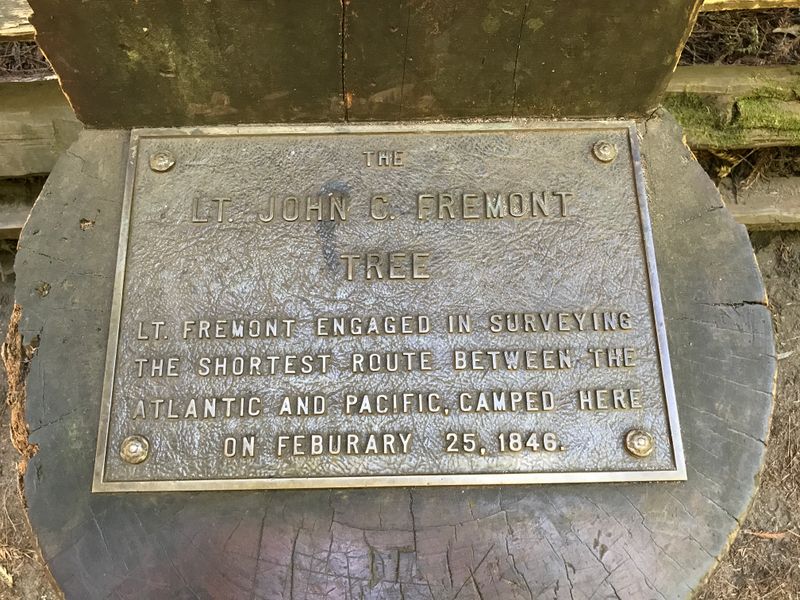 THE
LT. JOHN C. FREMONT
TREE
LT. FREMONT ENGAGED IN SURVEYING
THE SHORTEST ROUTE BETWEEN THE
ATLANTIC AND PACIFIC, CAMPED HERE
ON FEBURARY 25, 1846.